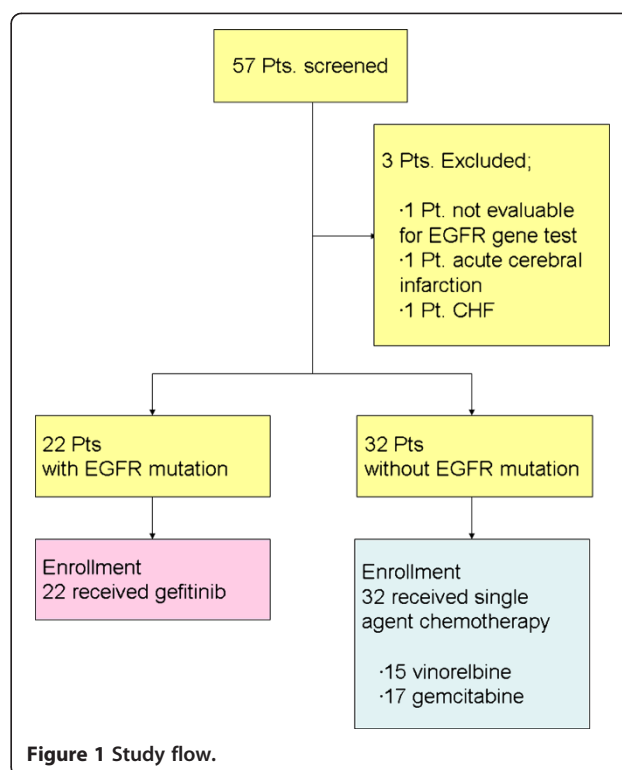 57 Pts. screened
3 Pts. Excluded;
·1 Pt. not evaluable
for EGFR gene test
·1 Pt. acute cerebral
infarction
·1 Pt. CHF
22 Pts
with EGFR mutation
32 Pts
without EGFR mutation
Enrollment
22 received gefitinib
Enrollment
32 received single
agent chemotherapy
·15 vinorelbine
·17 gemcitabine
Figure 1 Study flow.